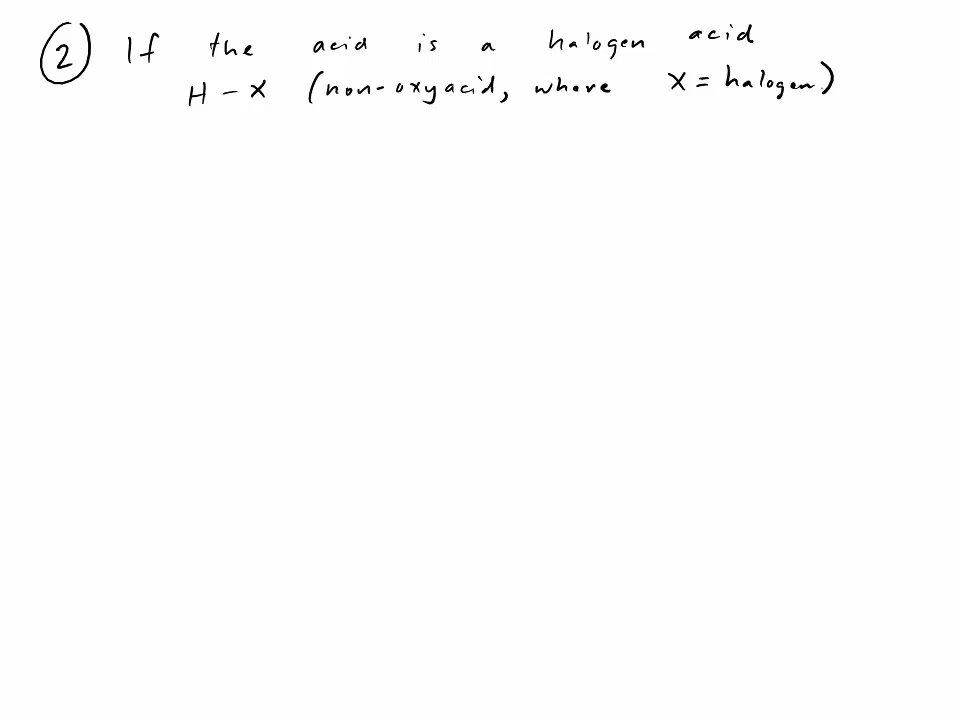 ② If the acid is a halogen acid
H - X (non-oxyacid, where X = halogen)